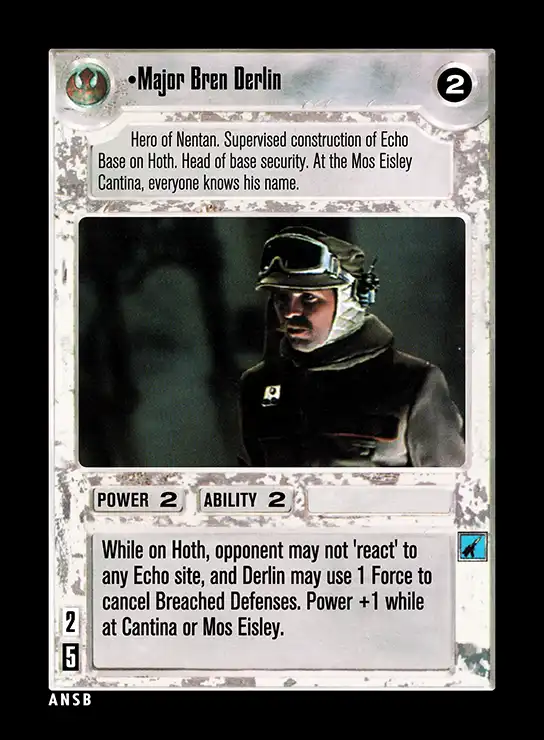 •Major Bren Derlin
2
Hero of Nentan. Supervised construction of Echo
Base on Hoth. Head of base security. At the Mos Eisley
Cantina, everyone knows his name.
POWER 2 ABILITY 2
While on Hoth, opponent may not 'react' to
any Echo site, and Derlin may use 1 Force to
cancel Breached Defenses. Power +1 while
at Cantina or Mos Eisley.
2
5
ANSB